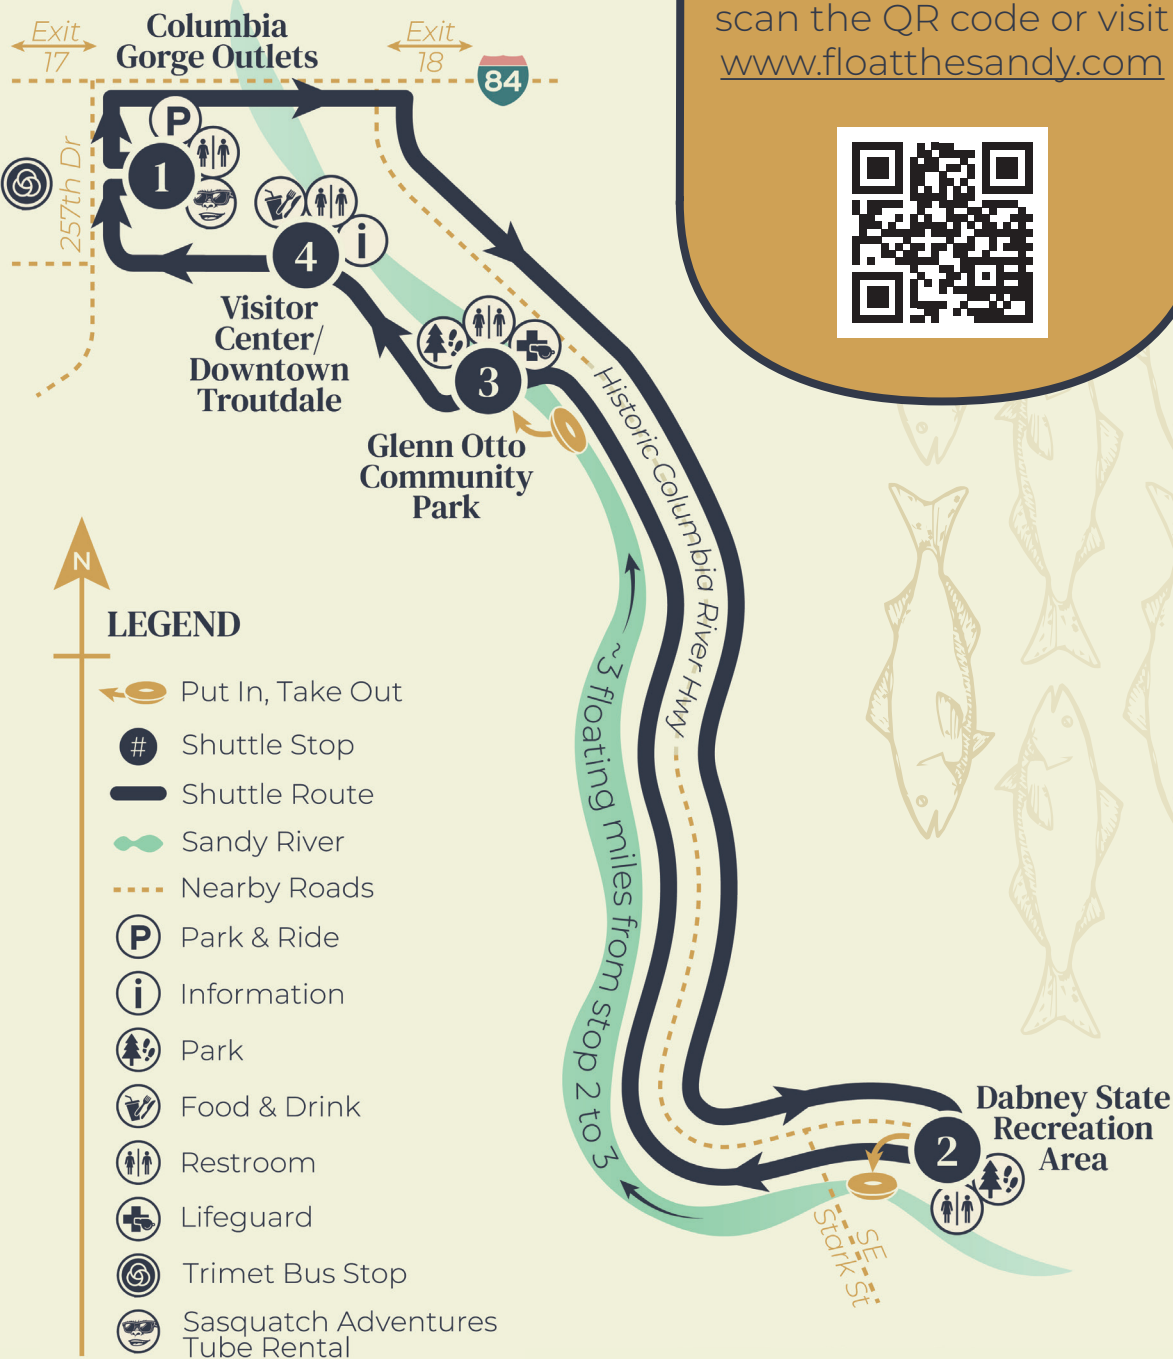 scan the QR code or visit
www.floatthesandy.com
Exit
17
Columbia
Gorge Outlets
Exit
18
84
257th Dr
P
1
4
i
Visitor
Center/
Downtown
Troutdale
3
Glenn Otto
Community
Park
Historic Columbia River Hwy
~3 floating miles from stop 2 to 3
Dabney State
Recreation
Area
2
SE
Stark St
N
LEGEND
Put In, Take Out
# Shuttle Stop
Shuttle Route
Sandy River
Nearby Roads
P Park & Ride
i Information
Park
Food & Drink
Restroom
Lifeguard
Trimet Bus Stop
Sasquatch Adventures
Tube Rental